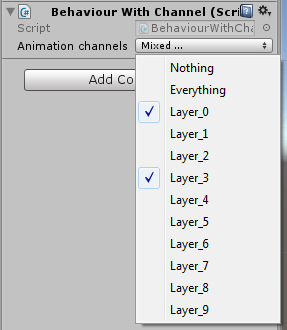 Behaviour With Channel (Scri
Script BehaviourWithCha
Animation channels Mixed ...
Add Co
Nothing
Everything
Layer_0
Layer_1
Layer_2
Layer_3
Layer_4
Layer_5
Layer_6
Layer_7
Layer_8
Layer_9